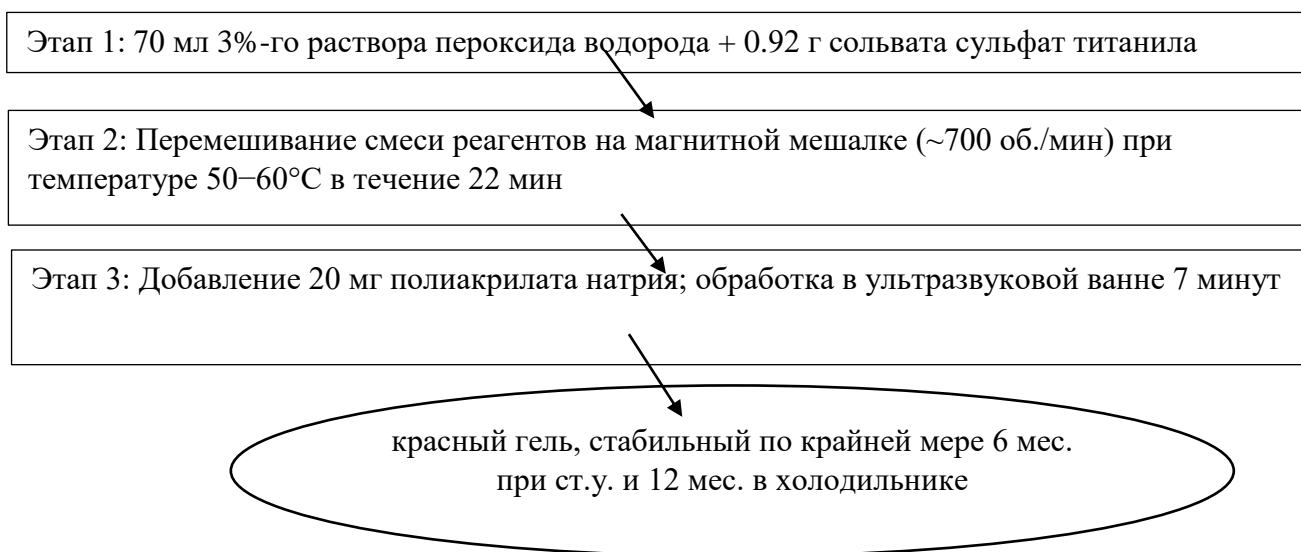 Этап 1: 70 мл 3%-го раствора пероксида водорода + 0.92 г сольвата сульфат титанила
Этап 2: Перемешивание смеси реагентов на магнитной мешалке (~700 об./мин) при
температуре 50−60°C в течение 22 мин
Этап 3: Добавление 20 мг полиакрилата натрия; обработка в ультразвуковой ванне 7 минут
красный гель, стабильный по крайней мере 6 мес.
при ст.у. и 12 мес. в холодильнике